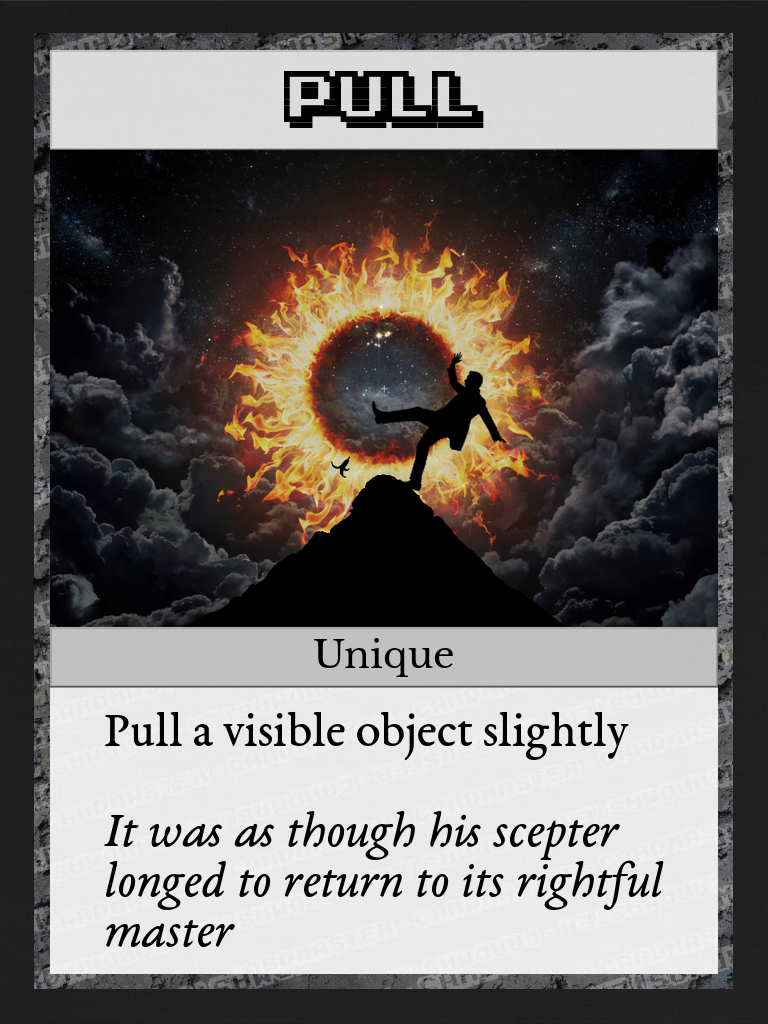 PULL
Unique
Pull a visible object slightly
It was as though his scepter
longed to return to its rightful
master